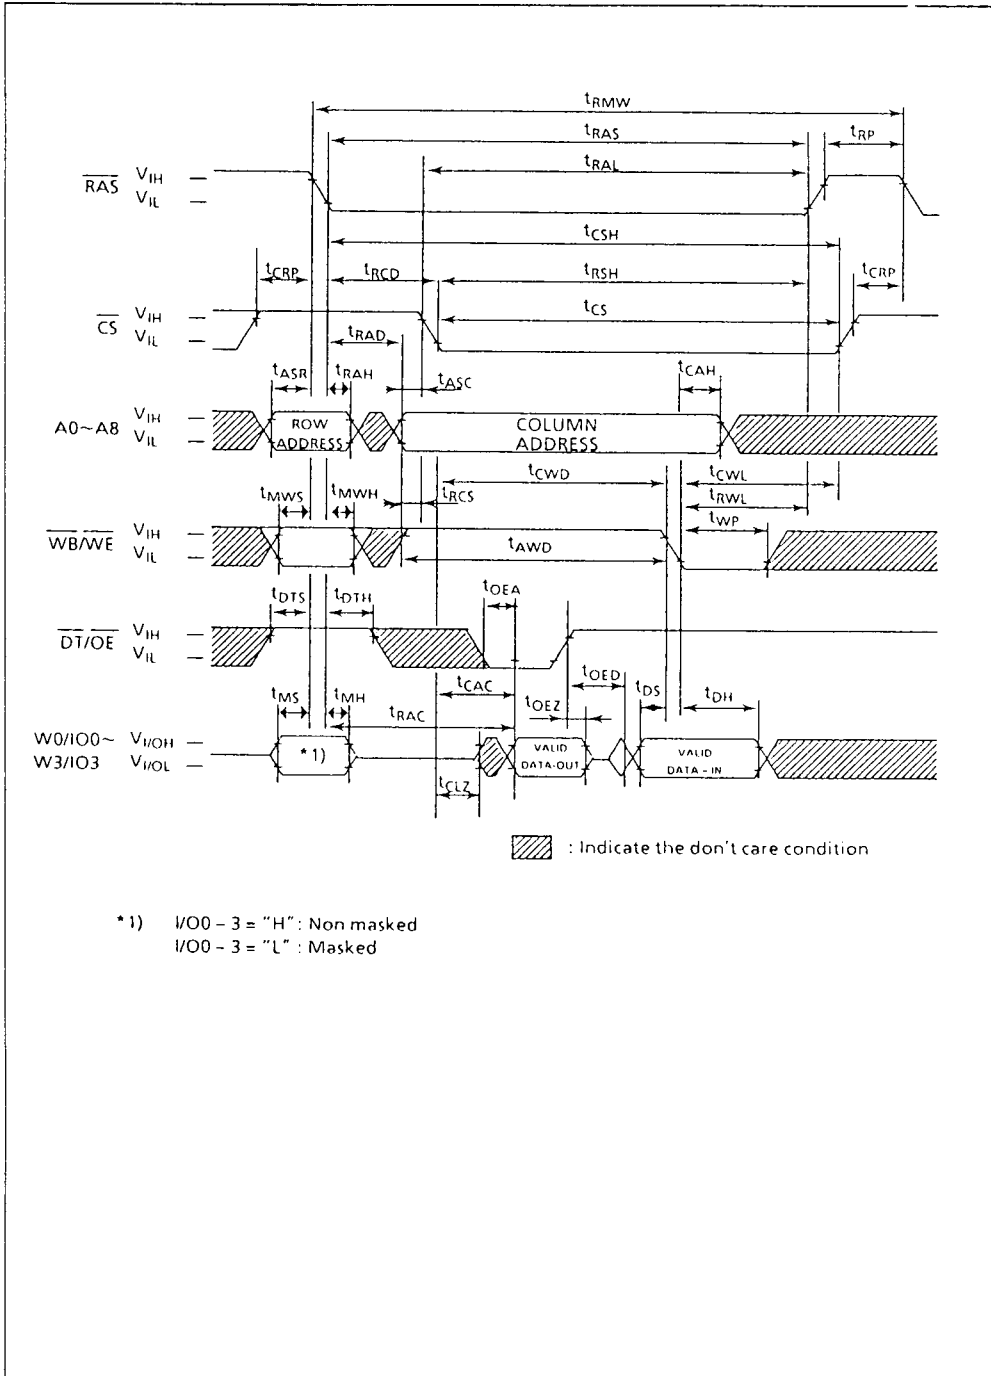 tRMW
tRAS
tRP
tRAL
RAS VIH
VIL
tCSH
tCRP tRCD tRSH tCRP
CS VIH
VIL
tCS
tRAD
tASR tRAH tASC tCAH
A0~A8 VIH
VIL
ROW
ADDRESS
COLUMN
ADDRESS
tCWD tCWL
tMWS tMWH tRCS tRWL
tWP
WB/WE VIH
VIL
tAWD
tDTS tDTH tOEA
DT/OE VIH
VIL
tCAC tOED
tMS tMH tRAC tOEZ tDS tDH
W0/IO0~ VI/OH
W3/IO3 VI/OL
*1)
VALID
DATA-OUT
VALID
DATA-IN
tCLZ
: Indicate the don't care condition
*1) I/O0 – 3 = "H" : Non masked
I/O0 – 3 = "L" : Masked